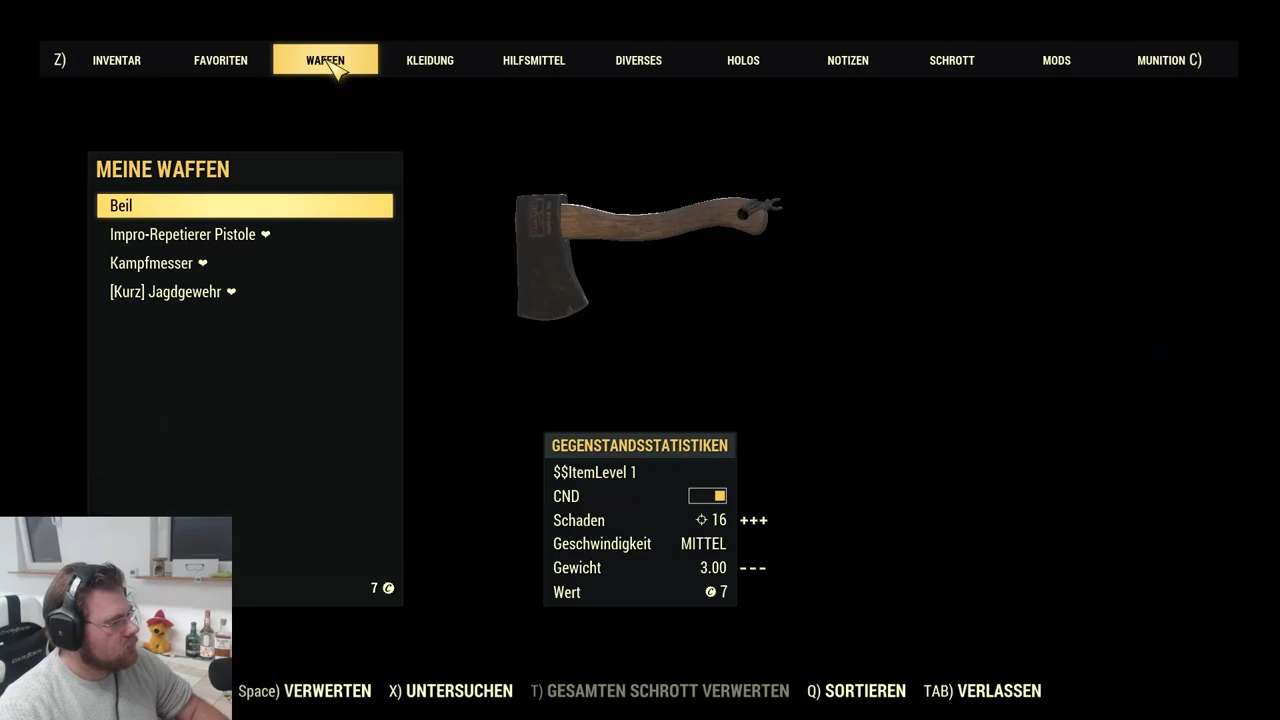 Z) INVENTAR FAVORITEN WAFFEN KLEIDUNG HILFSMITTEL DIVERSES HOLOS NOTIZEN SCHROTT MODS MUNITION C)
MEINE WAFFEN
Beil
Impro-Repetierer Pistole ❤
Kampfmesser ❤
[Kurz] Jagdgewehr ❤
7
GEGENSTANDSSTATISTIKEN
$$ItemLevel 1
CND
Schaden 16 +++
Geschwindigkeit MITTEL
Gewicht 3.00 ---
Wert 7
Space) VERWERTEN X) UNTERSUCHEN T) GESAMTEN SCHROTT VERWERTEN Q) SORTIEREN TAB) VERLASSEN